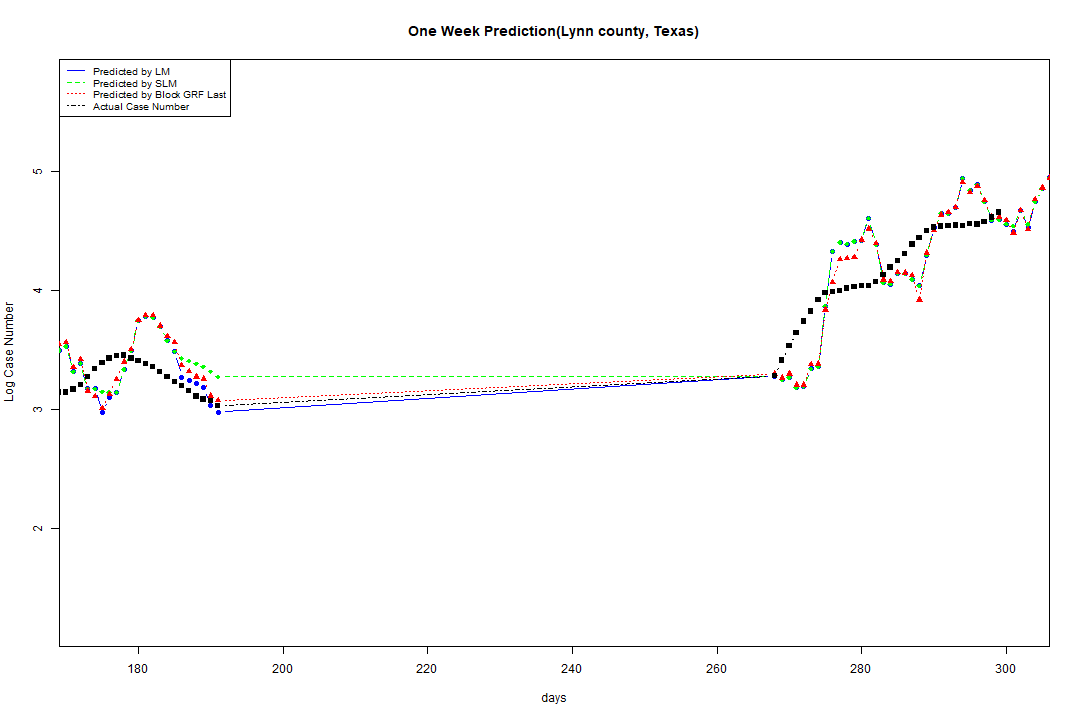 One Week Prediction(Lynn county, Texas)
Predicted by LM
Predicted by SLM
Predicted by Block GRF Last
Actual Case Number
5
4
3
2
Log Case Number
180 200 220 240 260 280 300
days